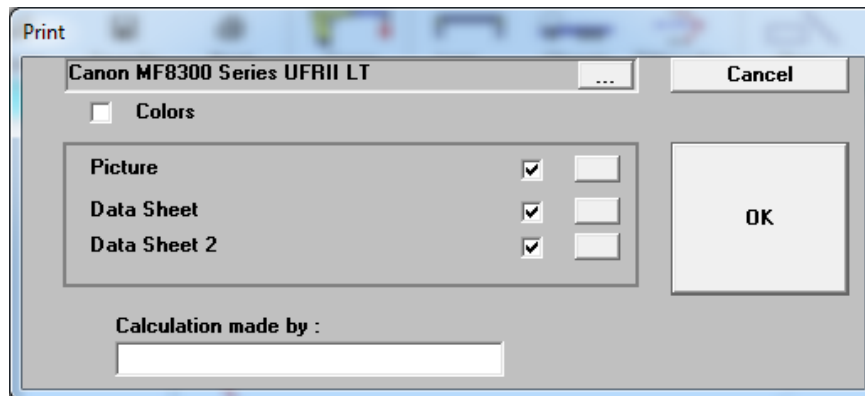 Print
Canon MF8300 Series UFRII LT
...
Cancel
Colors
Picture
Data Sheet
Data Sheet 2
OK
Calculation made by :